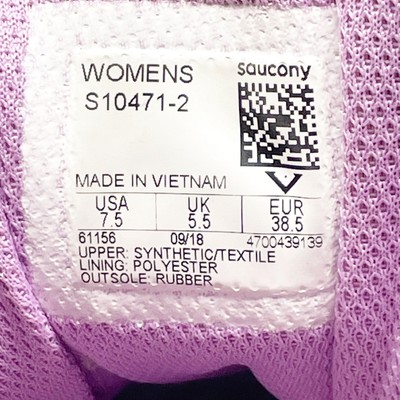 WOMENS saucony
S10471-2
MADE IN VIETNAM
USA UK EUR
7.5 5.5 38.5
61156 09/18 4700439139
UPPER: SYNTHETIC/TEXTILE
LINING: POLYESTER
OUTSOLE: RUBBER